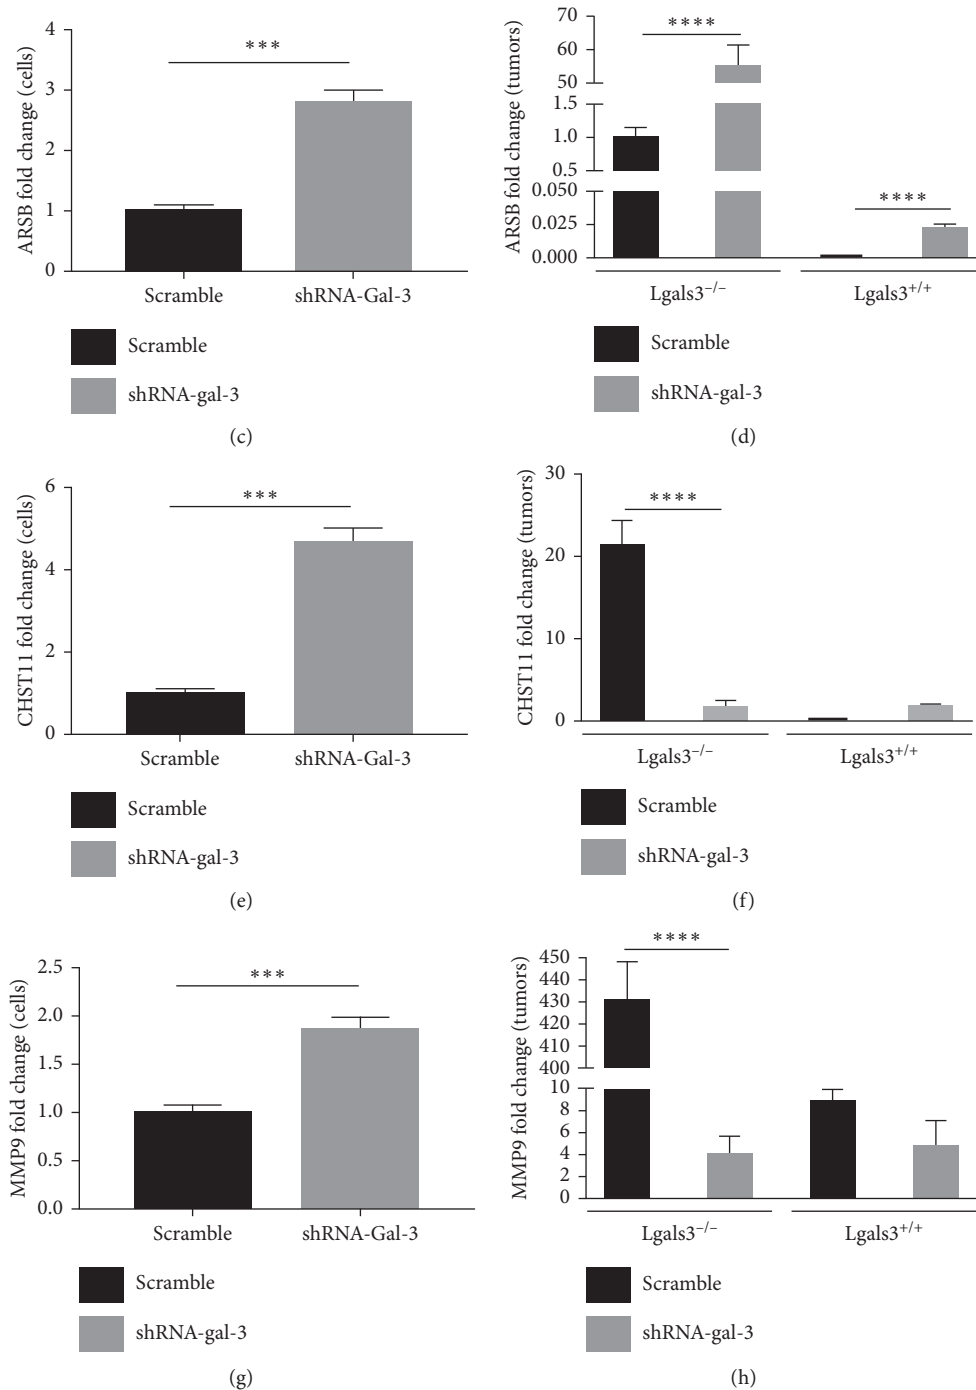 ARSB fold change (cells)
4
3
2
1
0
***
Scramble
shRNA-Gal-3
Scramble
shRNA-gal-3
(c)
ARSB fold change (tumors)
70
60
50
1.5
1.0
0.5
0.050
0.025
0.000
****
****
Lgals3⁻/⁻
Lgals3⁺/⁺
Scramble
shRNA-gal-3
(d)
CHST11 fold change (cells)
6
4
2
0
***
Scramble
shRNA-Gal-3
Scramble
shRNA-gal-3
(e)
CHST11 fold change (tumors)
30
20
10
0
****
Lgals3⁻/⁻
Lgals3⁺/⁺
Scramble
shRNA-gal-3
(f)
MMP9 fold change (cells)
2.5
2.0
1.5
1.0
0.5
0.0
***
Scramble
shRNA-Gal-3
Scramble
shRNA-gal-3
(g)
MMP9 fold change (tumors)
450
440
430
420
410
400
10
8
6
4
2
0
****
Lgals3⁻/⁻
Lgals3⁺/⁺
Scramble
shRNA-gal-3
(h)